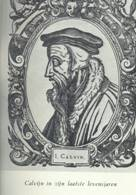 I. CALVIN.
Calvijn in zijn laatste levensjaren